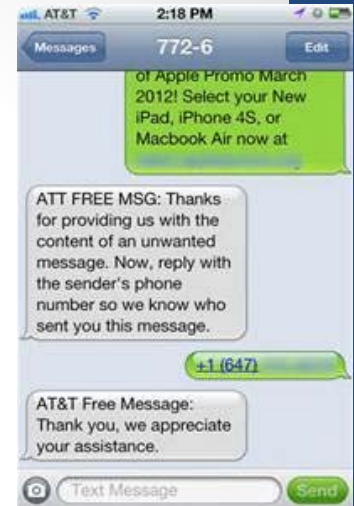 AT&T 2:18 PM
Messages 772-6 Edit
of Apple Promo March
2012! Select your New
iPad, iPhone 4S, or
Macbook Air now at
ATT FREE MSG: Thanks
for providing us with the
content of an unwanted
message. Now, reply with
the sender's phone
number so we know who
sent you this message.
+1 (647)
AT&T Free Message:
Thank you, we appreciate
your assistance.
Text Message Send